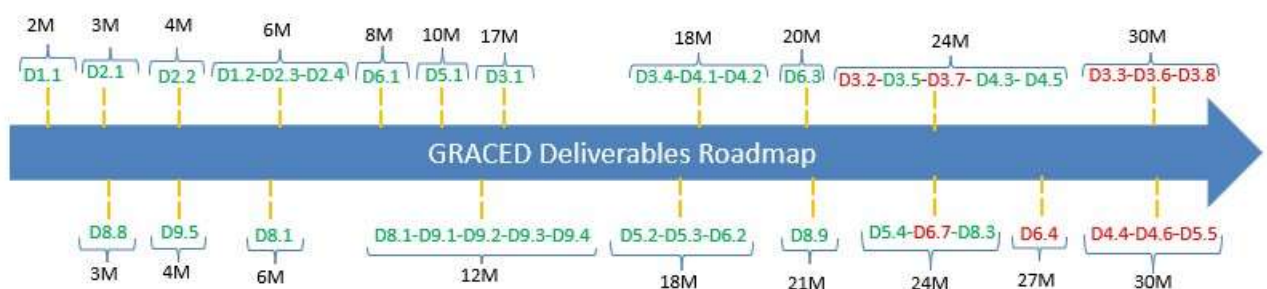 2M 3M 4M 6M 8M 10M 17M 18M 20M 24M 30M
D1.1 D2.1 D2.2 D1.2-D2.3-D2.4 D6.1 D5.1 D3.1 D3.4-D4.1-D4.2 D6.3 D3.2-D3.5-D3.7- D4.3- D4.5 D3.3-D3.6-D3.8
GRACED Deliverables Roadmap
D8.8 D9.5 D8.1 D8.1-D9.1-D9.2-D9.3-D9.4 D5.2-D5.3-D6.2 D8.9 D5.4-D6.7-D8.3 D6.4 D4.4-D4.6-D5.5
3M 4M 6M 12M 18M 21M 24M 27M 30M